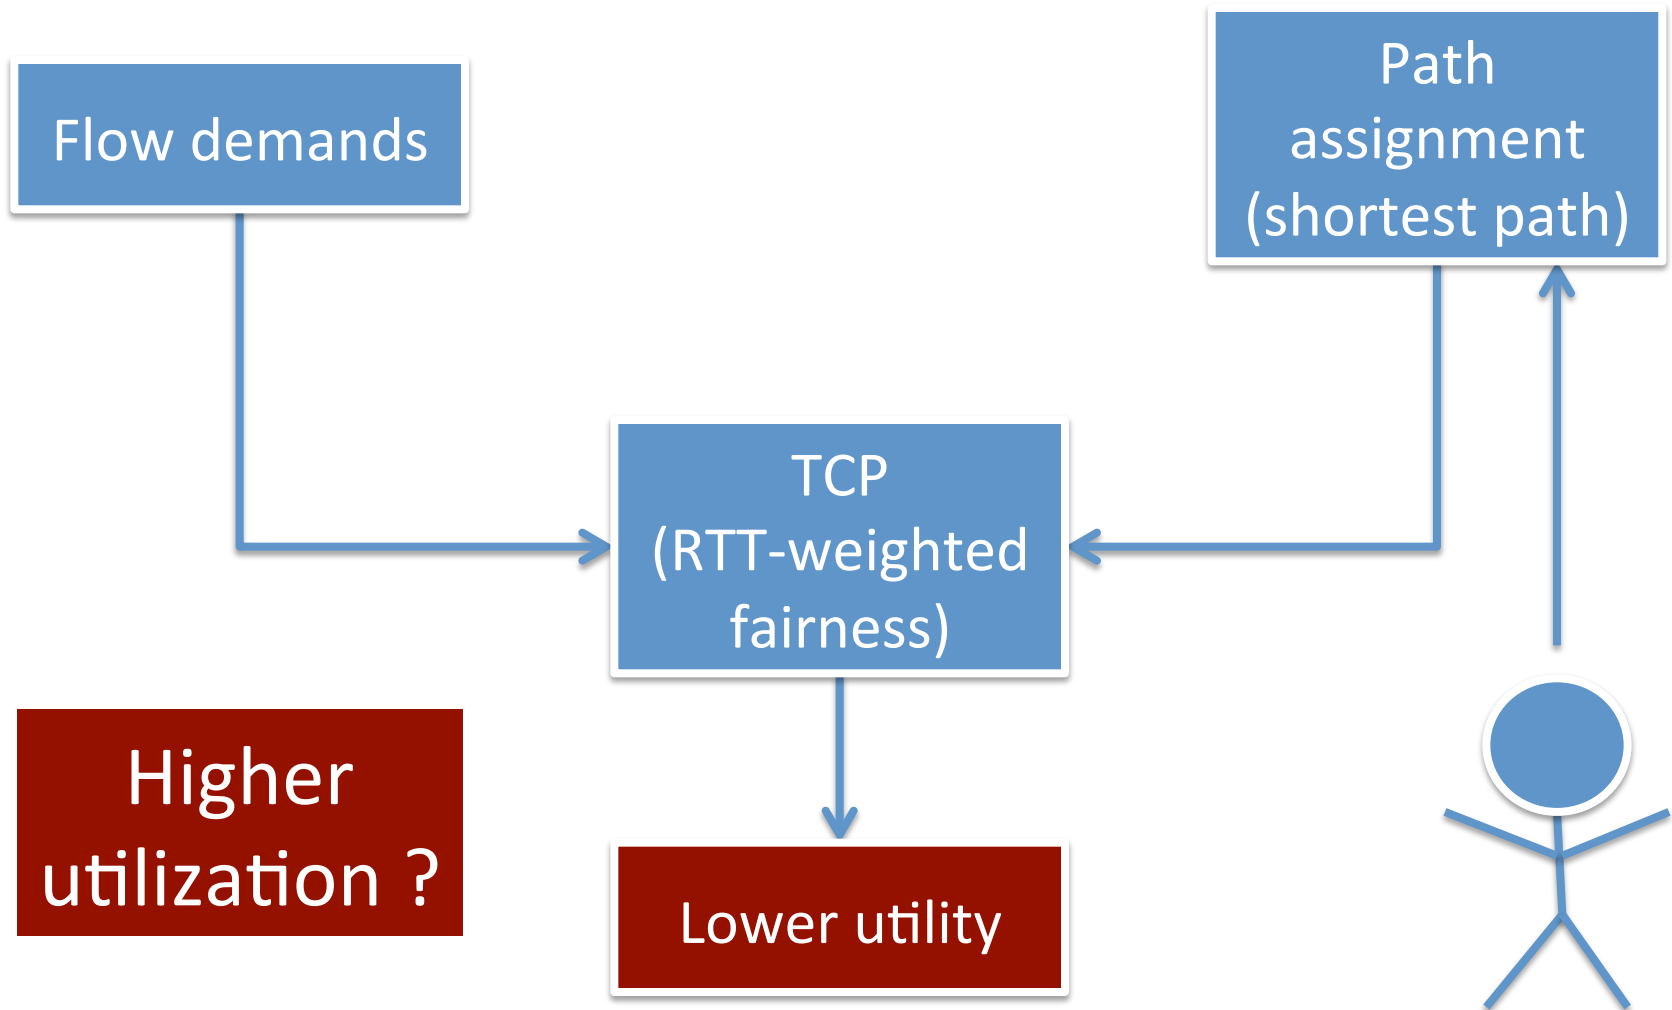 Flow demands
Path
assignment
(shortest path)
TCP
(RTT-weighted
fairness)
Higher
utilization ?
Lower utility